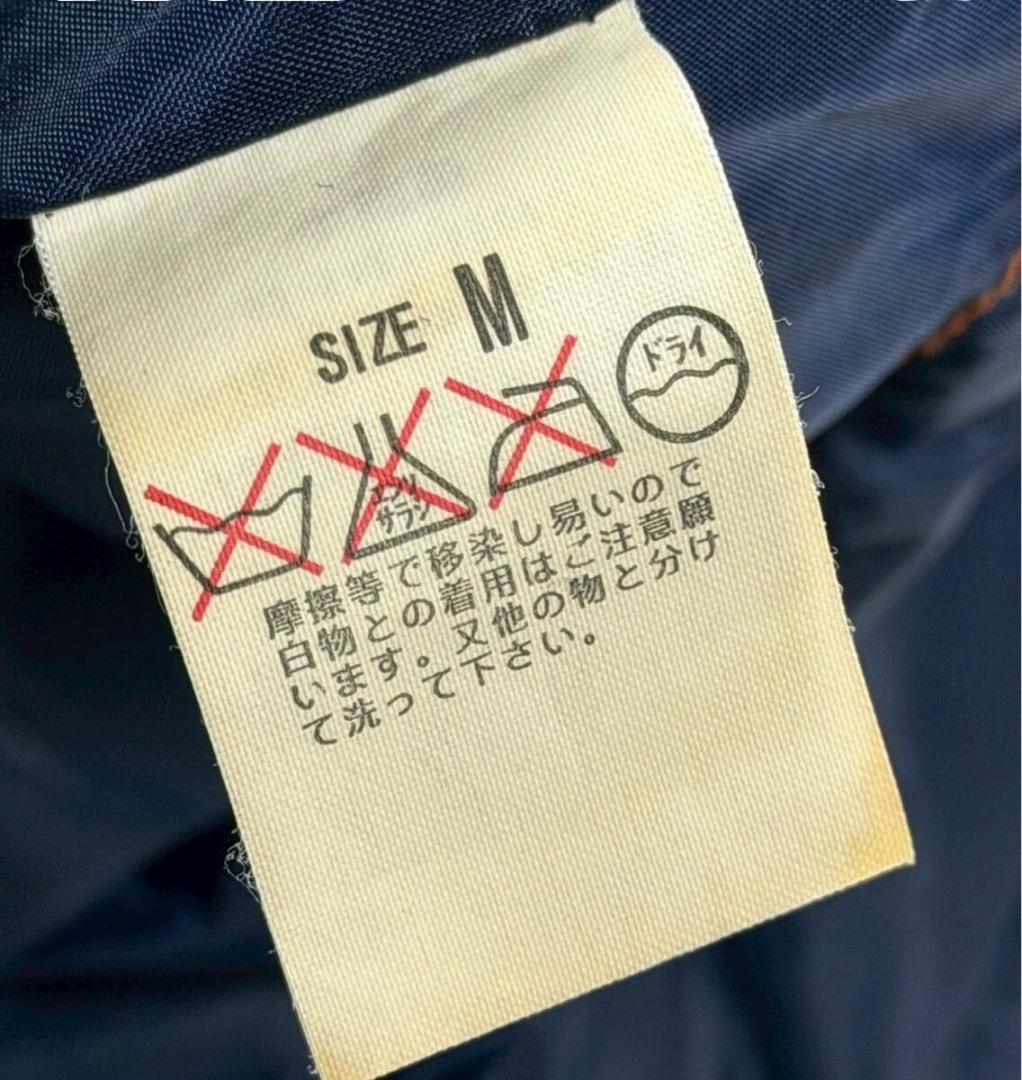 SIZE M
ドライ
エンソ
サラシ
摩擦等で移染し易いので
白物との着用はご注意願
います。又他の物と分け
て洗って下さい。